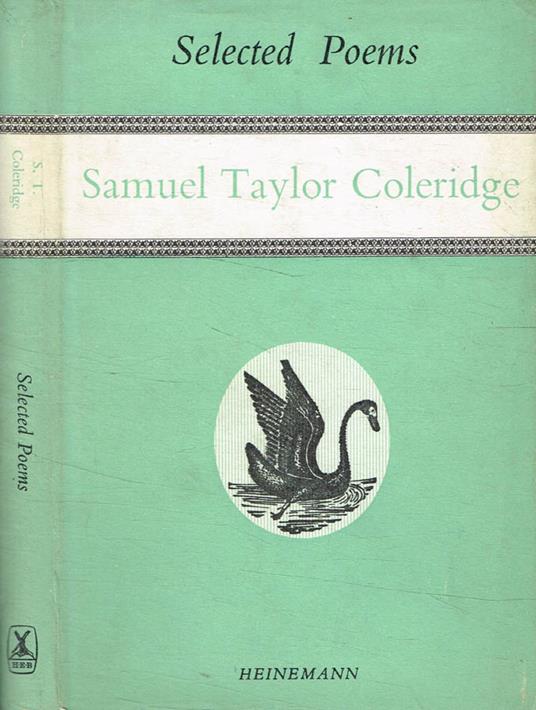 Selected Poems
Samuel Taylor Coleridge
HEINEMANN
S. T.
Coleridge
Selected Poems
H·E·B